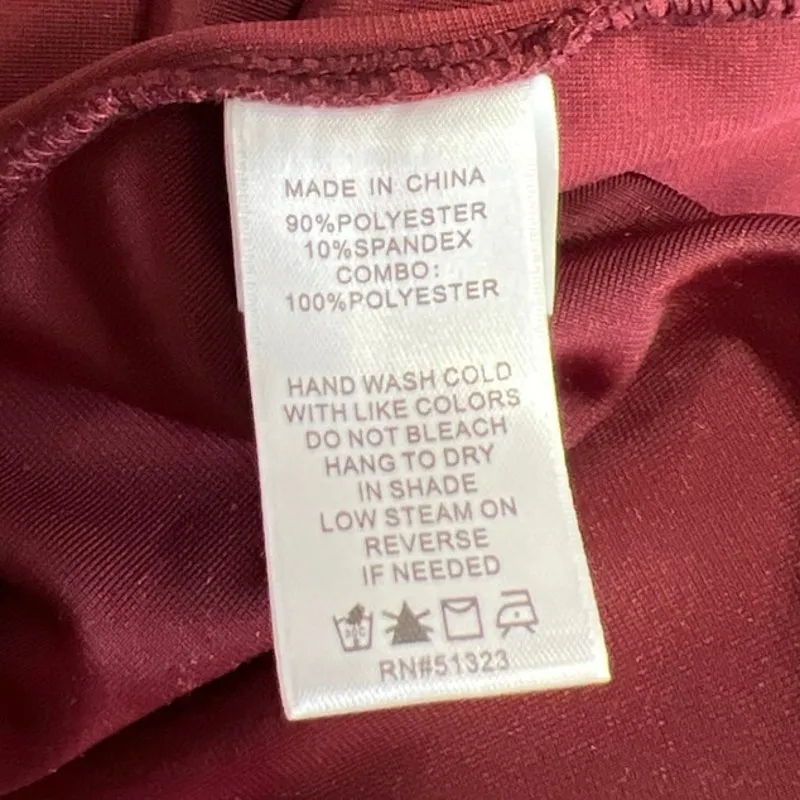 MADE IN CHINA
90%POLYESTER
10%SPANDEX
COMBO:
100%POLYESTER
HAND WASH COLD
WITH LIKE COLORS
DO NOT BLEACH
HANG TO DRY
IN SHADE
LOW STEAM ON
REVERSE
IF NEEDED
RN#51323